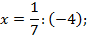 x = 1/7 : (−4);